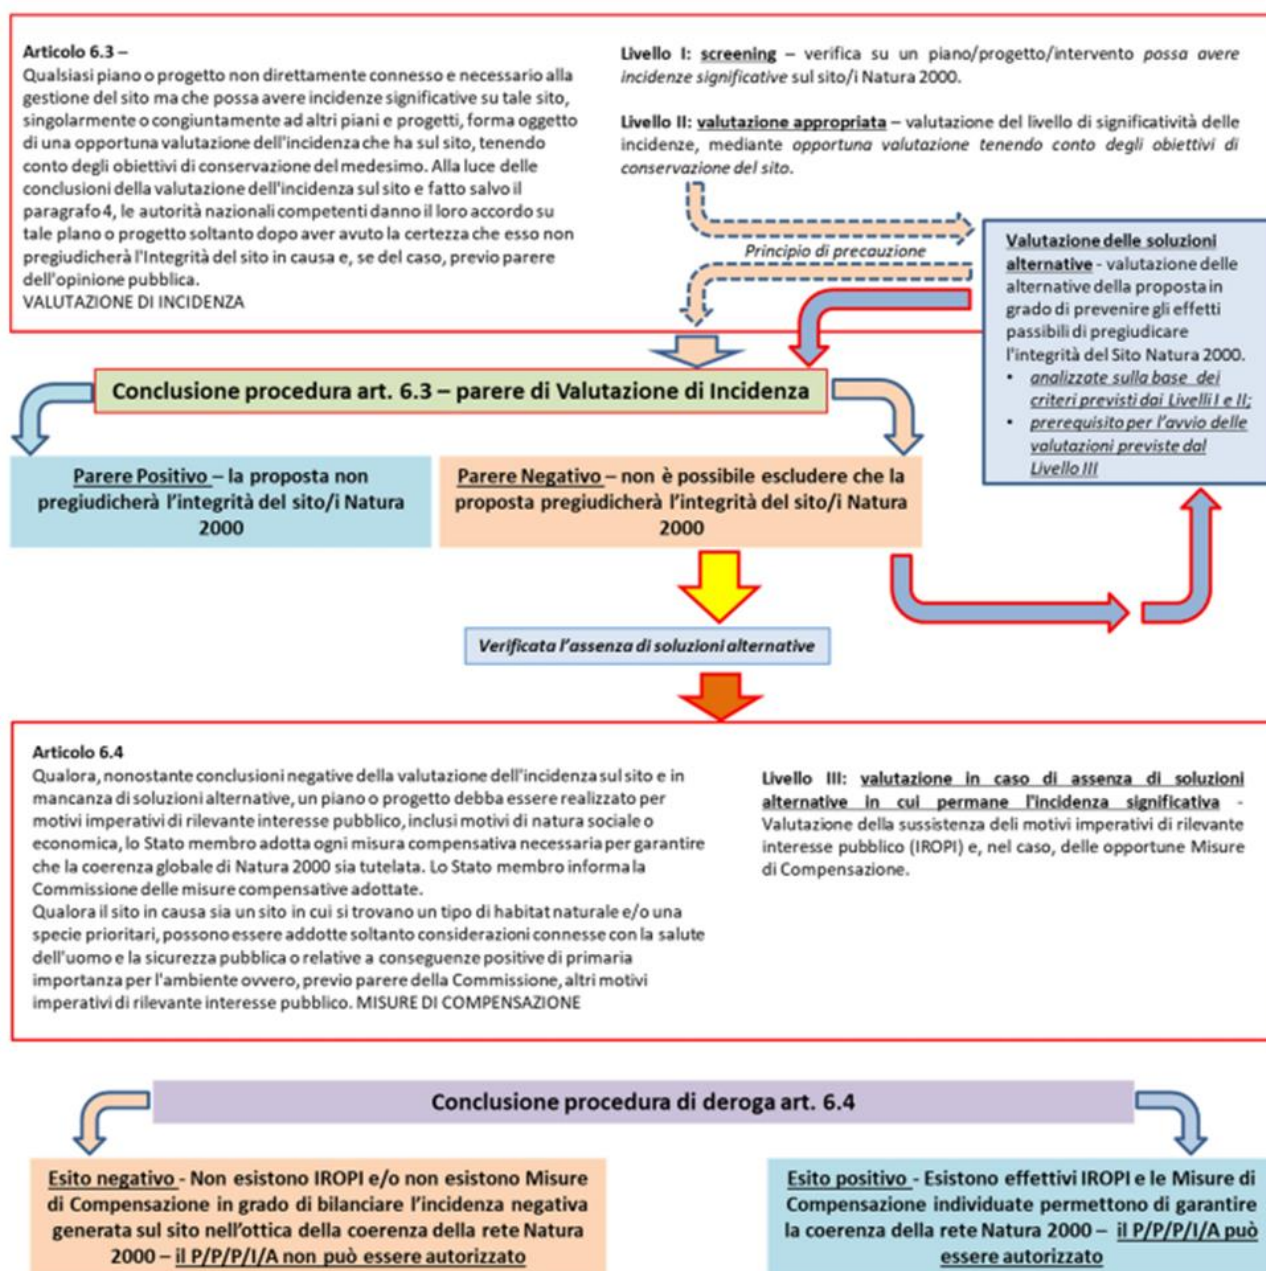 Articolo 6.3 –
Qualsiasi piano o progetto non direttamente connesso e necessario alla
gestione del sito ma che possa avere incidenze significative su tale sito,
singolarmente o congiuntamente ad altri piani e progetti, forma oggetto
di una opportuna valutazione dell'incidenza che ha sul sito, tenendo
conto degli obiettivi di conservazione del medesimo. Alla luce delle
conclusioni della valutazione dell'incidenza sul sito e fatto salvo il
paragrafo 4, le autorità nazionali competenti danno il loro accordo su
tale plano o progetto soltanto dopo aver avuto la certezza che esso non
pregiudicherà l'Integrità del sito in causa e, se del caso, previo parere
dell'opinione pubblica.
VALUTAZIONE DI INCIDENZA
Livello I: screening – verifica su un piano/progetto/intervento possa avere
incidenze significative sul sito/i Natura 2000.
Livello II: valutazione appropriata – valutazione del livello di significatività delle
incidenze, mediante opportuna valutazione tenendo conto degli obiettivi di
conservazione del sito.
Principio di precauzione
Valutazione delle soluzioni
alternative - valutazione delle
alternative della proposta in
grado di prevenire gli effetti
passibili di pregiudicare
l'integrità del Sito Natura 2000.
• analizzate sulla base dei
criteri previsti dai Livelli I e II;
• prerequisito per l'avvio delle
valutazioni previste dal
Livello III
Conclusione procedura art. 6.3 – parere di Valutazione di Incidenza
Parere Positivo – la proposta non
pregiudicherà l'integrità del sito/i Natura
2000
Parere Negativo – non è possibile escludere che la
proposta pregiudicherà l'integrità del sito/i Natura
2000
Verificata l'assenza di soluzioni alternative
Articolo 6.4
Qualora, nonostante conclusioni negative della valutazione dell'incidenza sul sito e in
mancanza di soluzioni alternative, un piano o progetto debba essere realizzato per
motivi imperativi di rilevante interesse pubblico, inclusi motivi di natura sociale o
economica, lo Stato membro adotta ogni misura compensativa necessaria per garantire
che la coerenza globale di Natura 2000 sia tutelata. Lo Stato membro informa la
Commissione delle misure compensative adottate.
Qualora il sito in causa sia un sito in cui si trovano un tipo di habitat naturale e/o una
specie prioritari, possono essere addotte soltanto considerazioni connesse con la salute
dell'uomo e la sicurezza pubblica o relative a conseguenze positive di primaria
importanza per l'ambiente ovvero, previo parere della Commissione, altri motivi
imperativi di rilevante interesse pubblico. MISURE DI COMPENSAZIONE
Livello III: valutazione in caso di assenza di soluzioni
alternative in cui permane l'incidenza significativa -
Valutazione della sussistenza deli motivi imperativi di rilevante
interesse pubblico (IROPI) e, nel caso, delle opportune Misure
di Compensazione.
Conclusione procedura di deroga art. 6.4
Esito negativo - Non esistono IROPI e/o non esistono Misure
di Compensazione in grado di bilanciare l'incidenza negativa
generata sul sito nell'ottica della coerenza della rete Natura
2000 – il P/P/P/I/A non può essere autorizzato
Esito positivo - Esistono effettivi IROPI e le Misure di
Compensazione individuate permettono di garantire
la coerenza della rete Natura 2000 – il P/P/P/I/A può
essere autorizzato